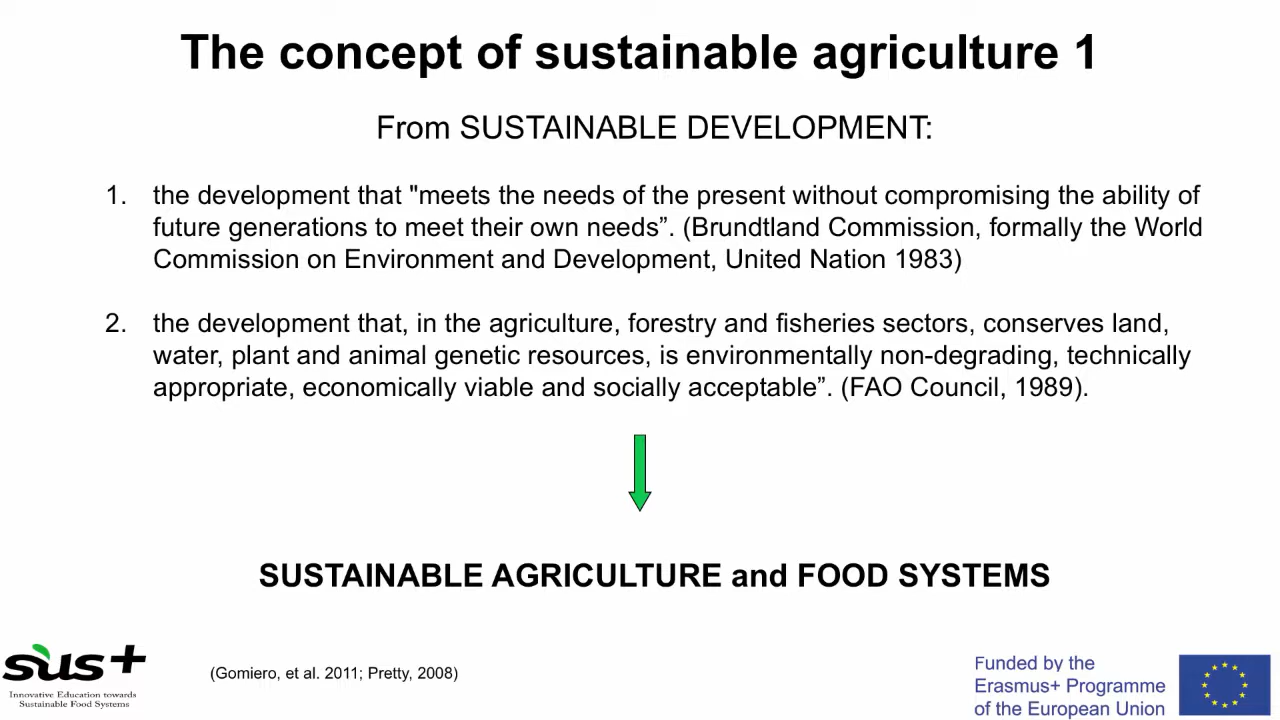 The concept of sustainable agriculture 1
From SUSTAINABLE DEVELOPMENT:
1. the development that "meets the needs of the present without compromising the ability of
future generations to meet their own needs”. (Brundtland Commission, formally the World
Commission on Environment and Development, United Nation 1983)
2. the development that, in the agriculture, forestry and fisheries sectors, conserves land,
water, plant and animal genetic resources, is environmentally non-degrading, technically
appropriate, economically viable and socially acceptable”. (FAO Council, 1989).
SUSTAINABLE AGRICULTURE and FOOD SYSTEMS
sus+
Innovative Education towards
Sustainable Food Systems
(Gomiero, et al. 2011; Pretty, 2008)
Funded by the
Erasmus+ Programme
of the European Union